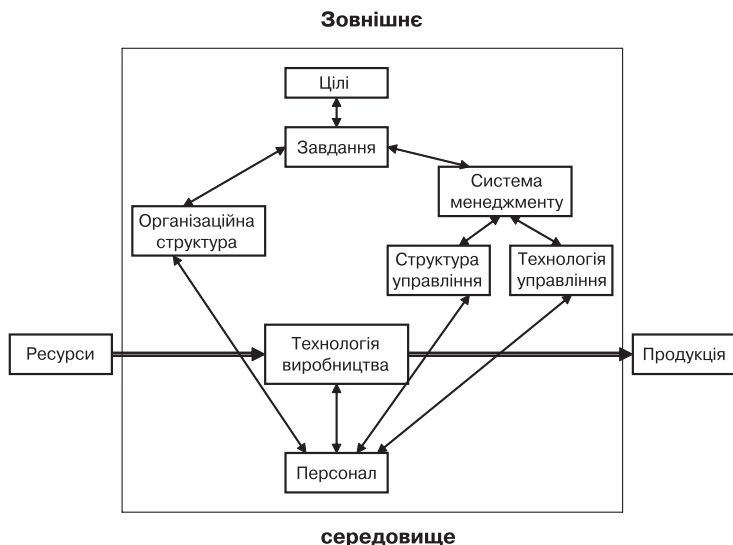 Зовнішнє
Цілі
Завдання
Система
менеджменту
Організаційна
структура
Структура
управління
Технологія
управління
Ресурси
Технологія
виробництва
Продукція
Персонал
середовище